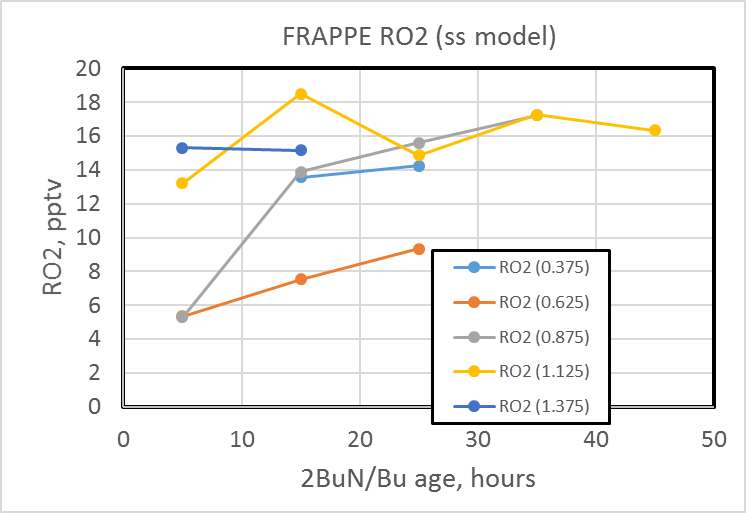 FRAPPE RO2 (ss model)
20
18
16
14
12
10
8
6
4
2
0
RO2, pptv
RO2 (0.375)
RO2 (0.625)
RO2 (0.875)
RO2 (1.125)
RO2 (1.375)
0 10 20 30 40 50
2BuN/Bu age, hours